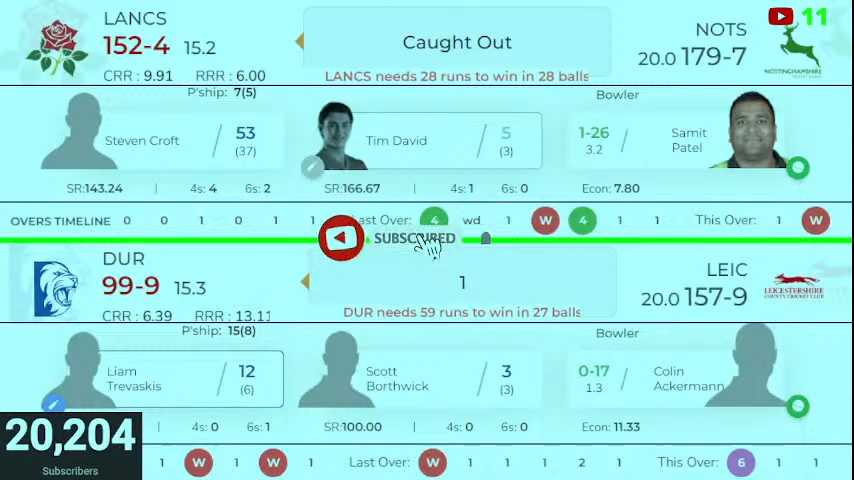 LANCS
152-4 15.2
CRR : 9.91 RRR : 6.00
Caught Out
LANCS needs 28 runs to win in 28 balls
11
NOTS
20.0 179-7
NOTTINGHAMSHIRE
P'ship: 7(5)
Bowler
Steven Croft / 53 (37)
Tim David / 5 (3)
1-26 / 3.2
Samit Patel
SR:143.24 | 4s: 4 6s: 2
SR:166.67 | 4s: 1 6s: 0
Econ: 7.80
OVERS TIMELINE 0 0 1 0 1 1 Last Over: 4 wd 1 W 4 1 1 This Over: 1 W
SUBSCRIBED
DUR
99-9 15.3
CRR : 6.39 RRR : 13.11
1
DUR needs 59 runs to win in 27 balls
LEIC
20.0 157-9
LEICESTERSHIRE
COUNTY CRICKET CLUB
P'ship: 15(8)
Bowler
Liam Trevaskis / 12 (6)
Scott Borthwick / 3 (3)
0-17 / 1.3
Colin Ackermann
| 4s: 0 6s: 1
SR:100.00 | 4s: 0 6s: 0
Econ: 11.33
20,204
Subscribers
1 W 1 W 1 Last Over: W 1 1 1 2 1 This Over: 6 1 1